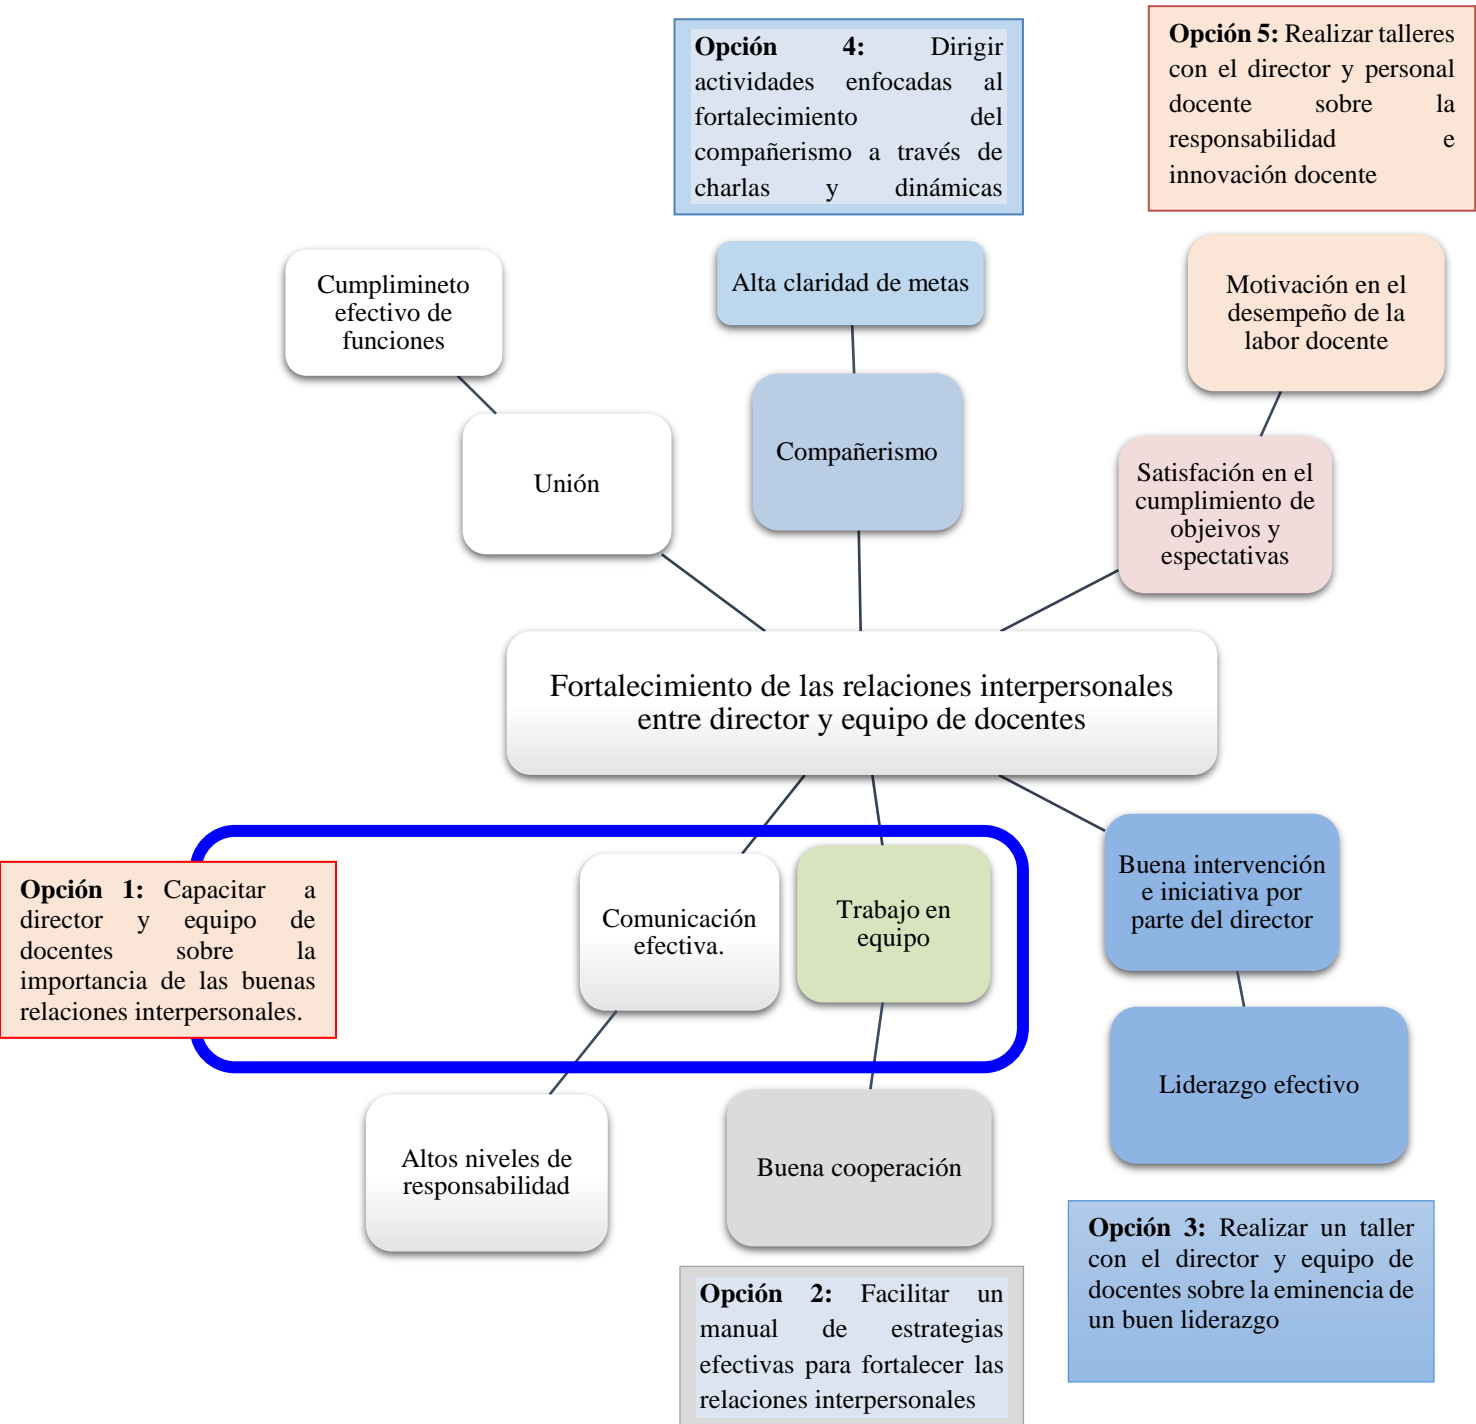 Opción 4: Dirigir
actividades enfocadas al
fortalecimiento del
compañerismo a través de
charlas y dinámicas
Opción 5: Realizar talleres
con el director y personal
docente sobre la
responsabilidad e
innovación docente
Cumplimineto
efectivo de
funciones
Alta claridad de metas
Motivación en el
desempeño de la
labor docente
Unión
Compañerismo
Satisfacción en el
cumplimiento de
objeivos y
espectativas
Fortalecimiento de las relaciones interpersonales
entre director y equipo de docentes
Opción 1: Capacitar a
director y equipo de
docentes sobre la
importancia de las buenas
relaciones interpersonales.
Comunicación
efectiva.
Trabajo en
equipo
Buena intervención
e iniciativa por
parte del director
Altos niveles de
responsabilidad
Buena cooperación
Liderazgo efectivo
Opción 2: Facilitar un
manual de estrategias
efectivas para fortalecer las
relaciones interpersonales
Opción 3: Realizar un taller
con el director y equipo de
docentes sobre la eminencia de
un buen liderazgo